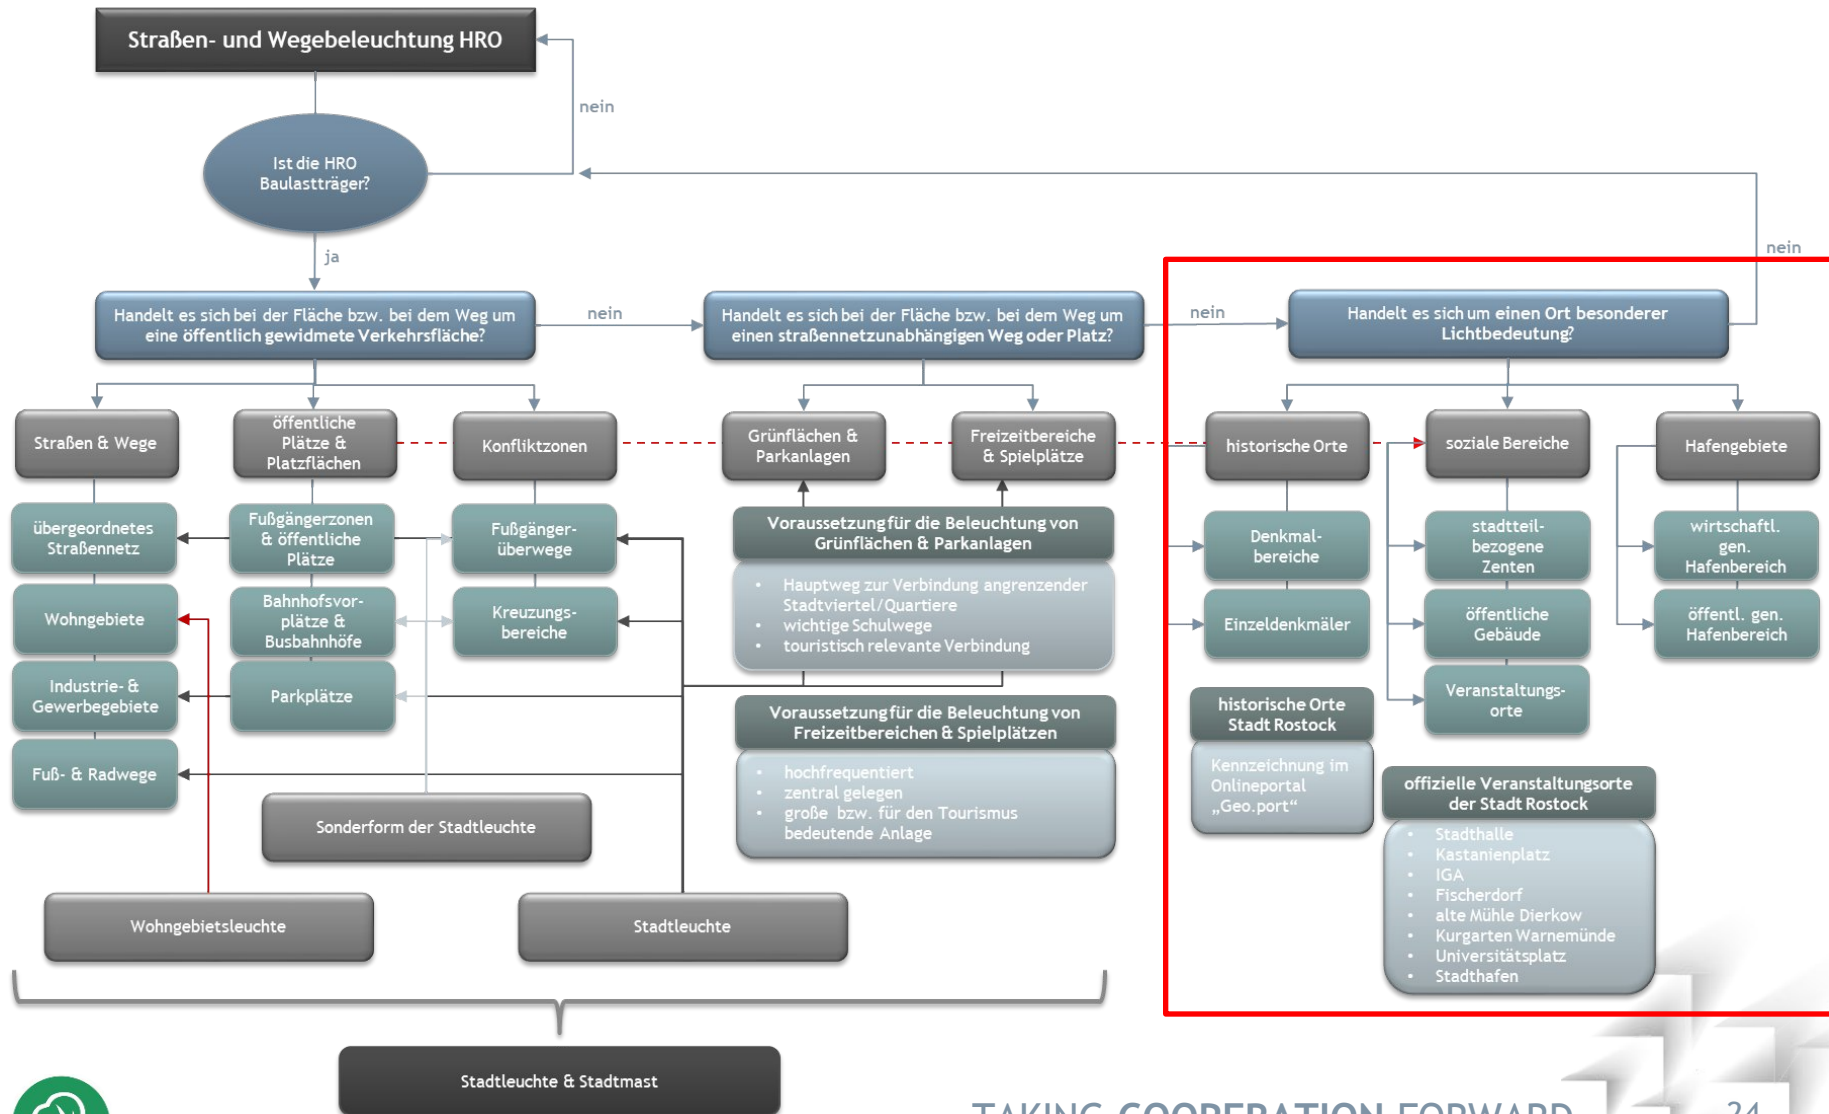 Straßen- und Wegebeleuchtung HRO
nein
Ist die HRO
Baulastträger?
ja
nein
Handelt es sich bei der Fläche bzw. bei dem Weg um
eine öffentlich gewidmete Verkehrsfläche?
nein
Handelt es sich bei der Fläche bzw. bei dem Weg um
einen straßennetzunabhängigen Weg oder Platz?
nein
Handelt es sich um einen Ort besonderer
Lichtbedeutung?
Straßen & Wege
öffentliche
Plätze &
Platzflächen
Konfliktzonen
Grünflächen &
Parkanlagen
Freizeitbereiche
& Spielplätze
historische Orte
soziale Bereiche
Hafengebiete
übergeordnetes
Straßennetz
Wohngebiete
Industrie- &
Gewerbegebiete
Fuß- & Radwege
Fußgängerzonen
& öffentliche
Plätze
Bahnhofsvor-
plätze &
Busbahnhöfe
Parkplätze
Fußgänger-
überwege
Kreuzungs-
bereiche
Voraussetzung für die Beleuchtung von
Grünflächen & Parkanlagen
• Hauptweg zur Verbindung angrenzender
Stadtviertel/Quartiere
• wichtige Schulwege
• touristisch relevante Verbindung
Voraussetzung für die Beleuchtung von
Freizeitbereichen & Spielplätzen
• hochfrequentiert
• zentral gelegen
• große bzw. für den Tourismus
bedeutende Anlage
Denkmal-
bereiche
Einzeldenkmäler
historische Orte
Stadt Rostock
Kennzeichnung im
Onlineportal
„Geo.port“
stadtteil-
bezogene
Zenten
öffentliche
Gebäude
Veranstaltungs-
orte
wirtschaftl.
gen.
Hafenbereich
öffentl. gen.
Hafenbereich
offizielle Veranstaltungsorte
der Stadt Rostock
• Stadthalle
• Kastanienplatz
• IGA
• Fischerdorf
• alte Mühle Dierkow
• Kurgarten Warnemünde
• Universitätsplatz
• Stadthafen
Sonderform der Stadtleuchte
Wohngebietsleuchte
Stadtleuchte
Stadtleuchte & Stadtmast
TAKING COOPERATION FORWARD
24